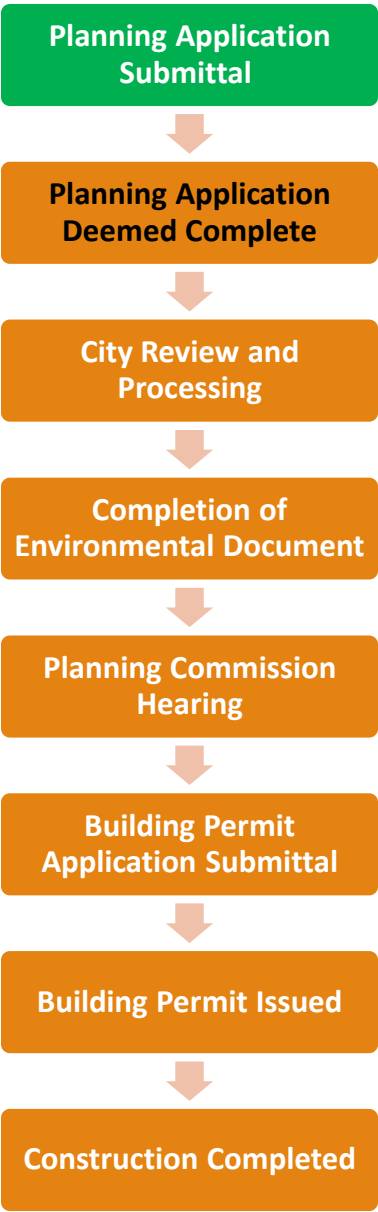 Planning Application
Submittal
Planning Application
Deemed Complete
City Review and
Processing
Completion of
Environmental Document
Planning Commission
Hearing
Building Permit
Application Submittal
Building Permit Issued
Construction Completed